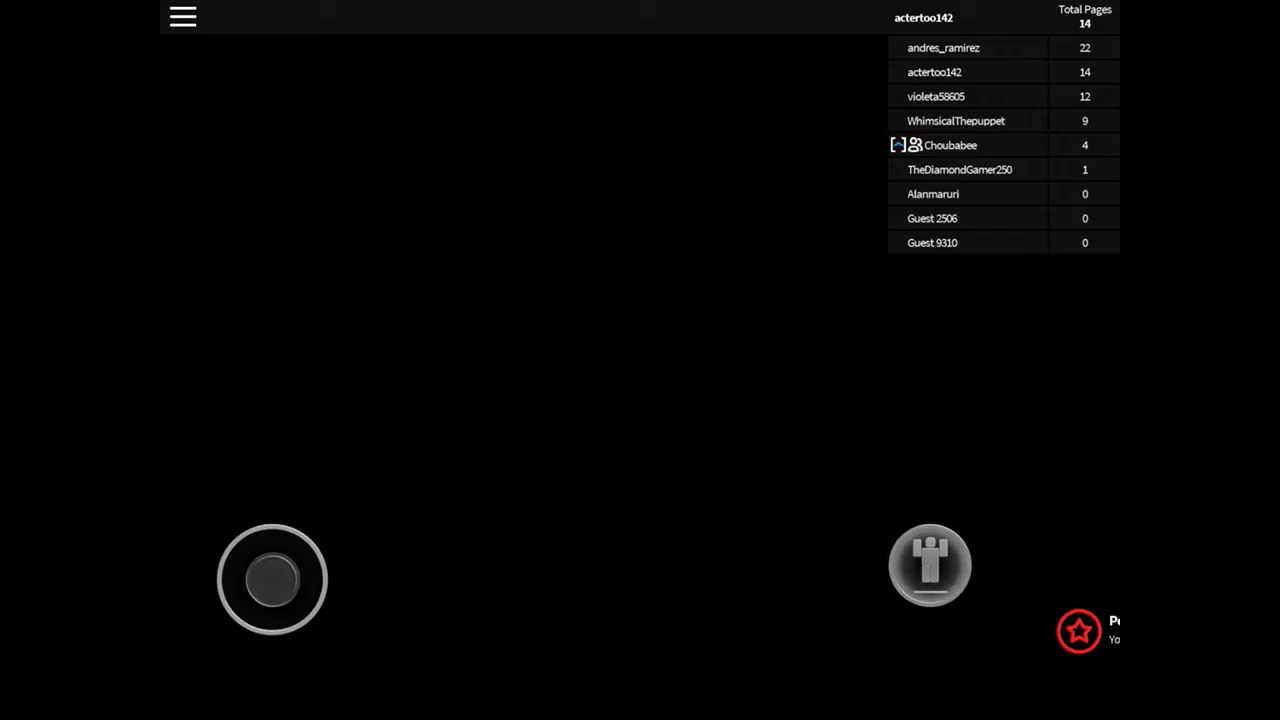 actertoo142 Total Pages
14
andres_ramirez 22
actertoo142 14
violeta58605 12
WhimsicalThepuppet 9
Choubabee 4
TheDiamondGamer250 1
Alanmaruri 0
Guest 2506 0
Guest 9310 0
Yo